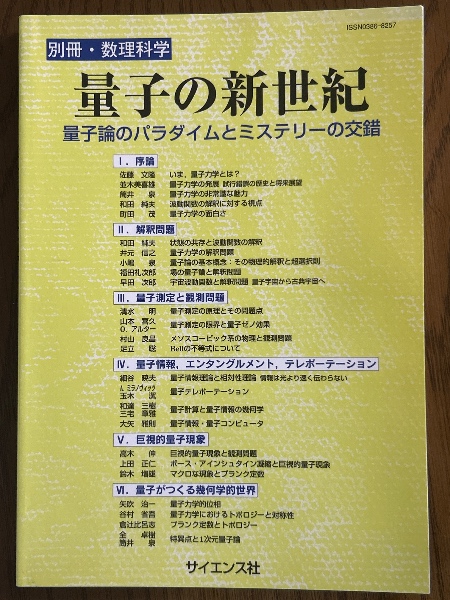 ISSN0386-8257
別冊・数理科学
量子の新世紀
量子論のパラダイムとミステリーの交錯
Ⅰ. 序論
佐藤 文隆 いま，量子力学とは?
並木美喜雄 量子力学の発展 試行錯誤の歴史と将来展望
筒井 泉 量子力学の非常識な魅力
和田 純夫 波動関数の解釈に対する視点
町田 茂 量子力学の面白さ
Ⅱ. 解釈問題
和田 純夫 状態の共存と波動関数の解釈
井元 信之 量子力学の解釈問題
小嶋 泉 量子論の基本概念：その物理的解釈と超選択則
福田礼次郎 場の量子論と解釈問題
早田 次郎 宇宙波動関数と解釈問題 量子宇宙から古典宇宙へ
Ⅲ. 量子測定と観測問題
清水 明 量子測定の原理とその問題点
山本 喜久
O. アルター 量子測定の限界と量子ゼノ効果
村山 良昌 メソスコーピック系の物理と観測問題
足立 聡 Bellの不等式について
Ⅳ. 量子情報，エンタングルメント，テレポーテーション
細谷 暁夫 量子情報理論と相対性理論 情報は光より速く伝わらない
A. ミラノヴィッチ
玉木 潔 量子テレポーテーション
和達 三樹
三宅 章雅 量子計算と量子情報の幾何学
大矢 雅則 量子情報・量子コンピュータ
Ⅴ. 巨視的量子現象
高木 伸 巨視的量子現象と観測問題
上田 正仁 ボース・アインシュタイン凝縮と巨視的量子現象
鈴木 増雄 マクロな現象とプランク定数
Ⅵ. 量子がつくる幾何学的世界
矢吹 治一 量子力学的位相
谷村 省吾 量子力学におけるトポロジーと対称性
倉辻比呂志 プランク定数とトポロジー
全 卓樹
筒井 泉 特異点と1次元量子論
サイエンス社